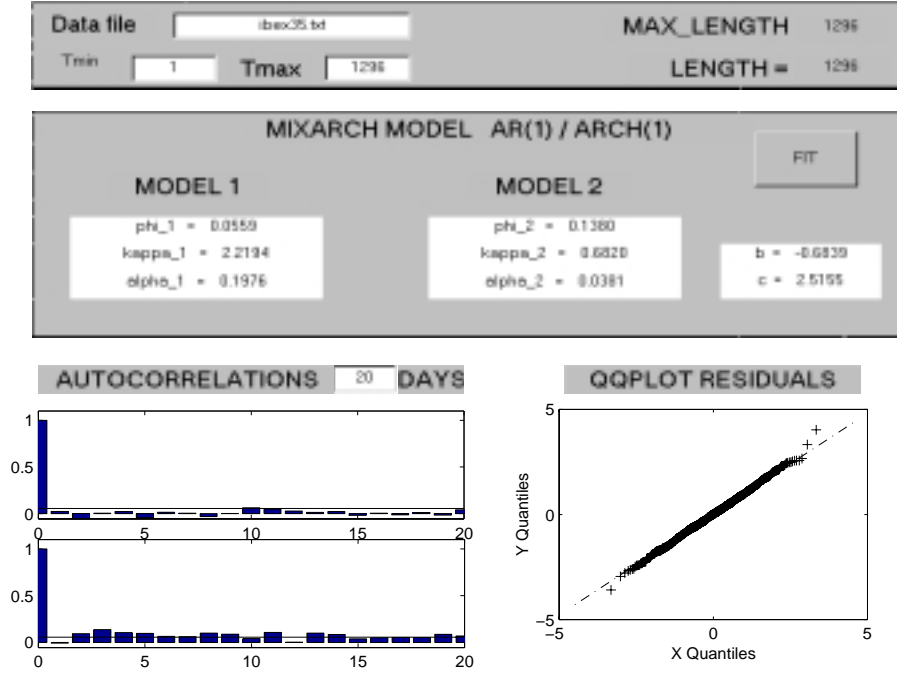 Data file ibex35.txt MAX_LENGTH 1296
Tmin 1 Tmax 1296 LENGTH = 1296
MIXARCH MODEL AR(1) / ARCH(1)
FIT
MODEL 1 MODEL 2
phi_1 = 0.0559 phi_2 = 0.1380
kappa_1 = 2.2194 kappa_2 = 0.6820 b = -0.6839
alpha_1 = 0.1976 alpha_2 = 0.0381 c = 2.5155
AUTOCORRELATIONS 20 DAYS QQPLOT RESIDUALS
1
0.5
0
0 5 10 15 20
1
0.5
0
0 5 10 15 20
5
0
−5
−5 0 5
Y Quantiles
X Quantiles